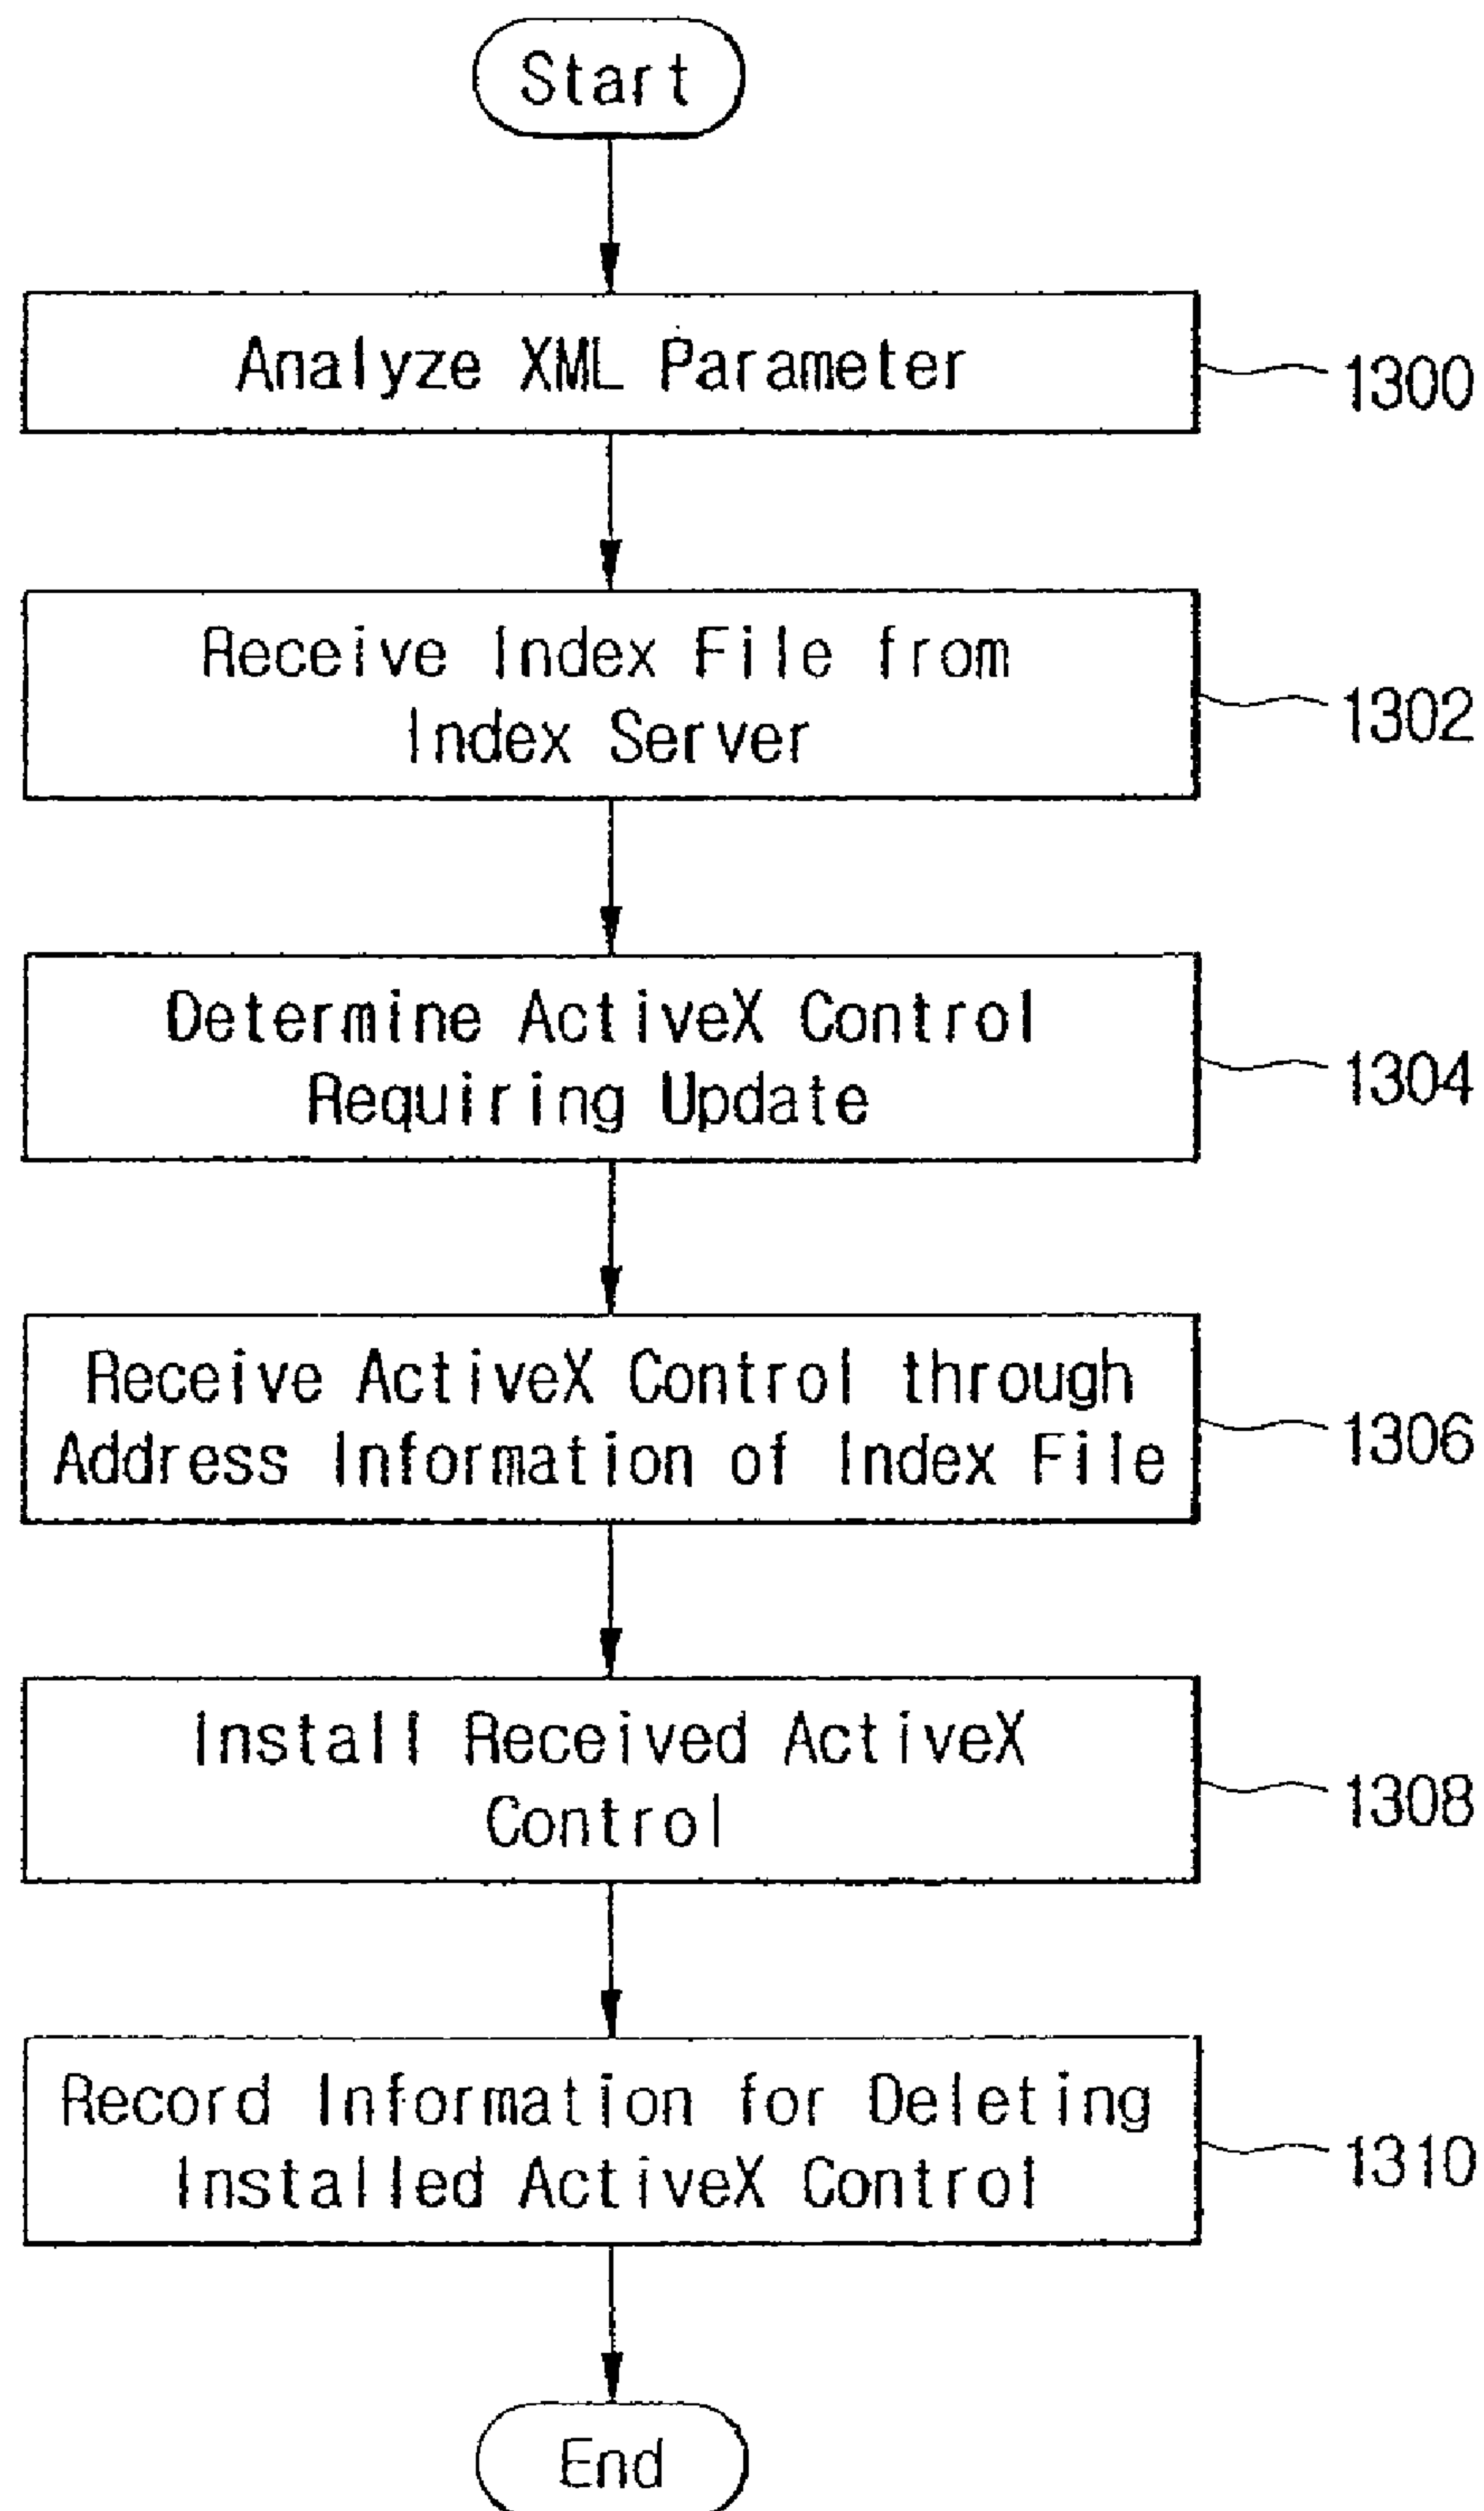 Start
Analyze XML Parameter
1300
Receive Index File from
Index Server
1302
Determine ActiveX Control
Requiring Update
1304
Receive ActiveX Control through
Address Information of Index File
1306
Install Received ActiveX
Control
1308
Record Information for Deleting
Installed ActiveX Control
1310
End